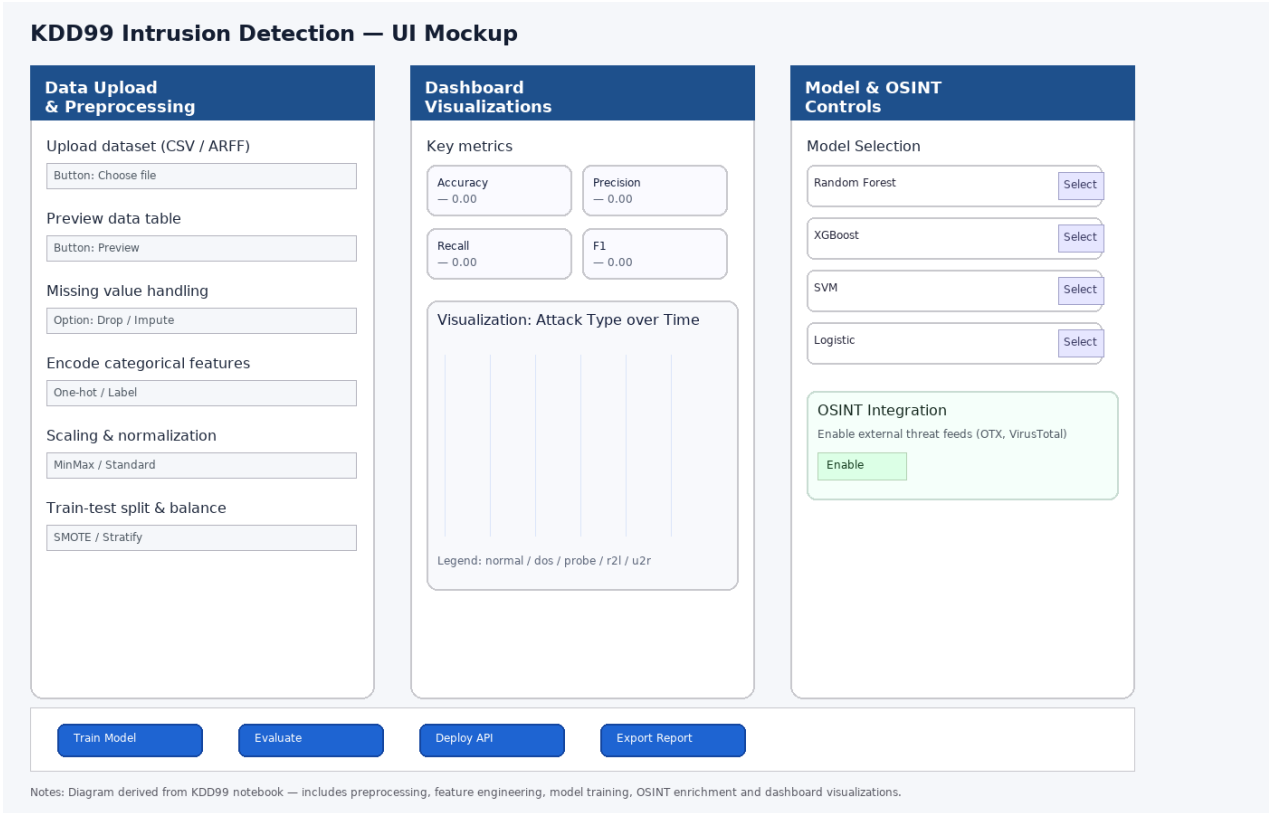 KDD99 Intrusion Detection — UI Mockup
Data Upload
& Preprocessing
Upload dataset (CSV / ARFF)
Button: Choose file
Preview data table
Button: Preview
Missing value handling
Option: Drop / Impute
Encode categorical features
One-hot / Label
Scaling & normalization
MinMax / Standard
Train-test split & balance
SMOTE / Stratify
Dashboard
Visualizations
Key metrics
Accuracy
— 0.00
Precision
— 0.00
Recall
— 0.00
F1
— 0.00
Visualization: Attack Type over Time
Legend: normal / dos / probe / r2l / u2r
Model & OSINT
Controls
Model Selection
Random Forest
Select
XGBoost
Select
SVM
Select
Logistic
Select
OSINT Integration
Enable external threat feeds (OTX, VirusTotal)
Enable
Train Model
Evaluate
Deploy API
Export Report
Notes: Diagram derived from KDD99 notebook — includes preprocessing, feature engineering, model training, OSINT enrichment and dashboard visualizations.